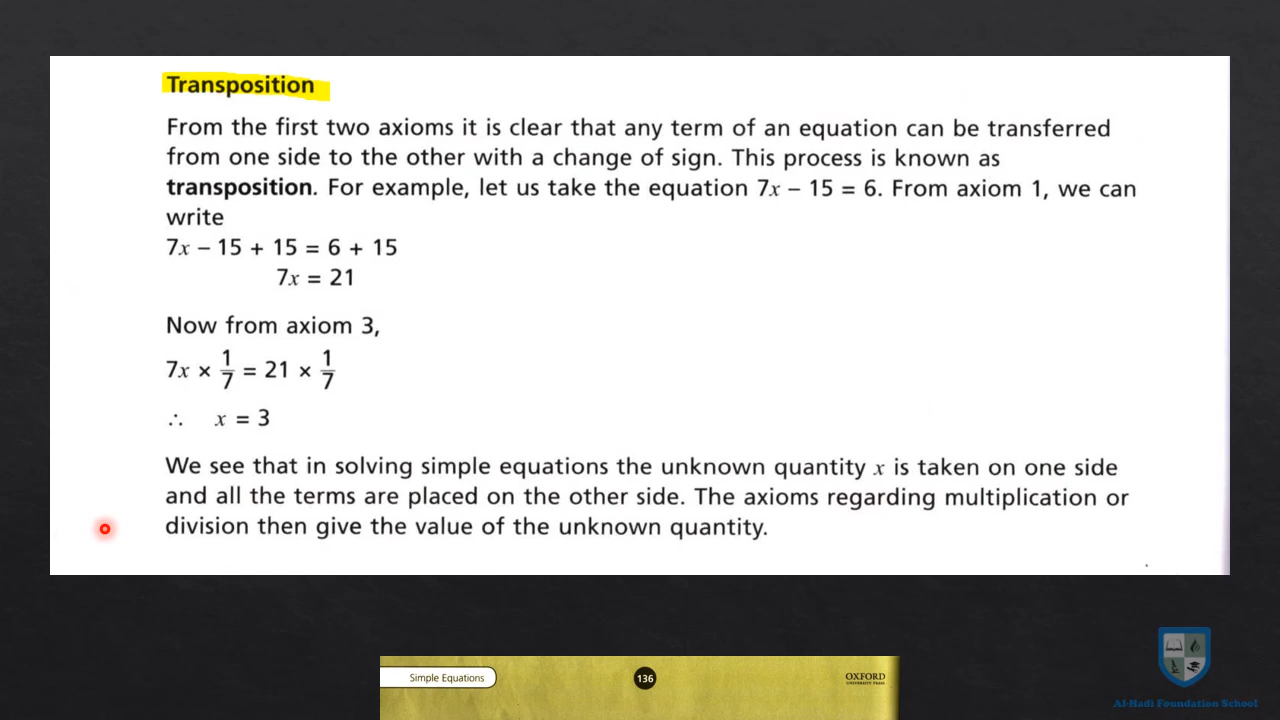 Transposition
From the first two axioms it is clear that any term of an equation can be transferred
from one side to the other with a change of sign. This process is known as
transposition. For example, let us take the equation 7x – 15 = 6. From axiom 1, we can
write
7x – 15 + 15 = 6 + 15
7x = 21
Now from axiom 3,
7x × 1/7 = 21 × 1/7
∴ x = 3
We see that in solving simple equations the unknown quantity x is taken on one side
and all the terms are placed on the other side. The axioms regarding multiplication or
division then give the value of the unknown quantity.
Simple Equations
136
OXFORD
UNIVERSITY PRESS
Al-Hadi Foundation School